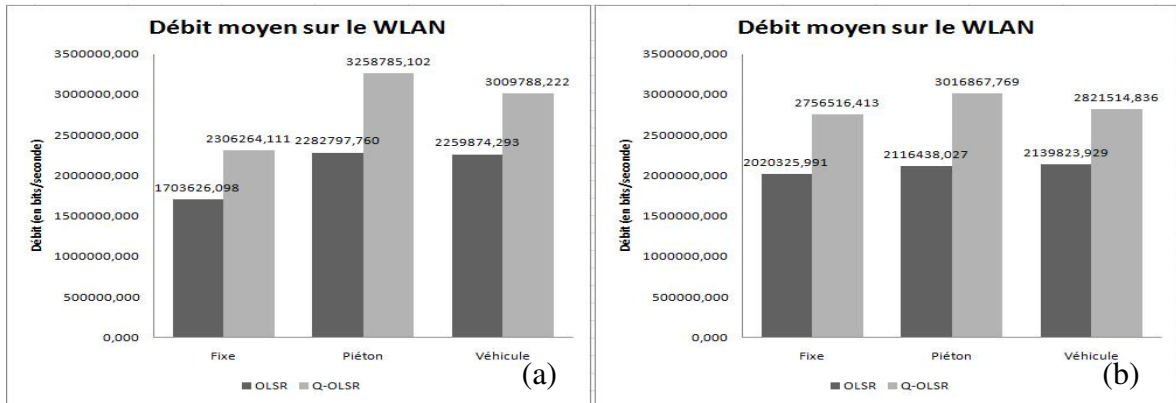 Débit moyen sur le WLAN
Débit (en bits/seconde)
3500000,000
3000000,000
2500000,000
2000000,000
1500000,000
1000000,000
500000,000
0,000
1703626,098
2306264,111
2282797,760
3258785,102
2259874,293
3009788,222
Fixe
Piéton
Véhicule
OLSR
Q-OLSR
(a)
Débit moyen sur le WLAN
Débit (en bits/seconde)
3500000,000
3000000,000
2500000,000
2000000,000
1500000,000
1000000,000
500000,000
0,000
2020325,991
2756516,413
2116438,027
3016867,769
2139823,929
2821514,836
Fixe
Piéton
Véhicule
OLSR
Q-OLSR
(b)